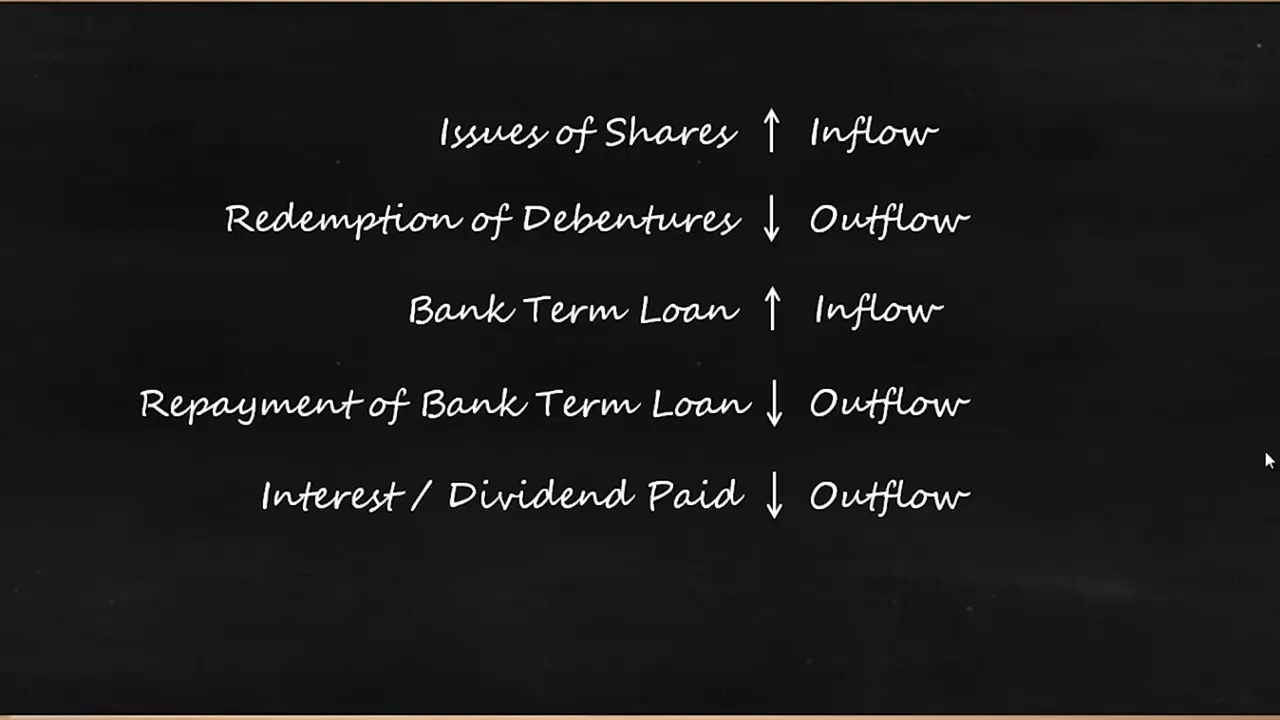 Issues of Shares ↑ Inflow
Redemption of Debentures ↓ Outflow
Bank Term Loan ↑ Inflow
Repayment of Bank Term Loan ↓ Outflow
Interest / Dividend Paid ↓ Outflow